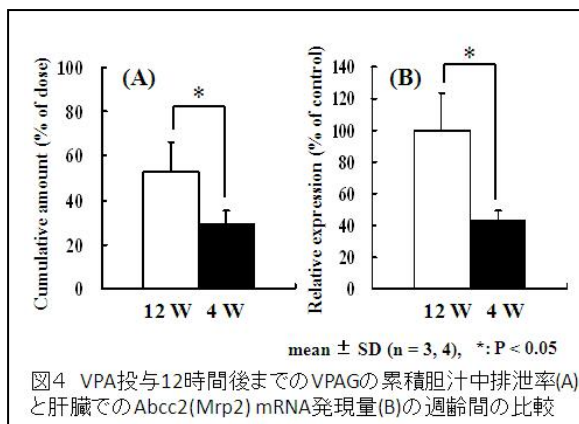 (A)
Cumulative amount (% of dose)
100
80
60
40
20
0
*
12 W 4 W
(B)
Relative expression (% of control)
140
120
100
80
60
40
20
0
*
12 W 4 W
mean ± SD (n = 3, 4), *: P < 0.05
図4 VPA投与12時間後までのVPAGの累積胆汁中排泄率(A)
と肝臓でのAbcc2(Mrp2) mRNA発現量(B)の週齢間の比較